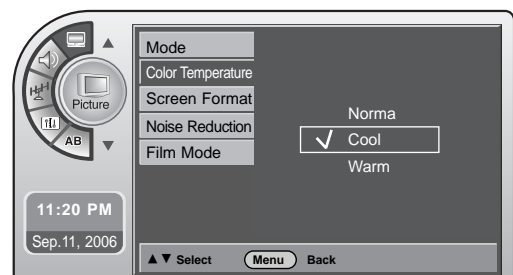 Picture
AB
11:20 PM
Sep.11, 2006
Mode
Color Temperature
Screen Format
Noise Reduction
Film Mode
Norma
Cool
Warm
▲▼ Select Menu Back